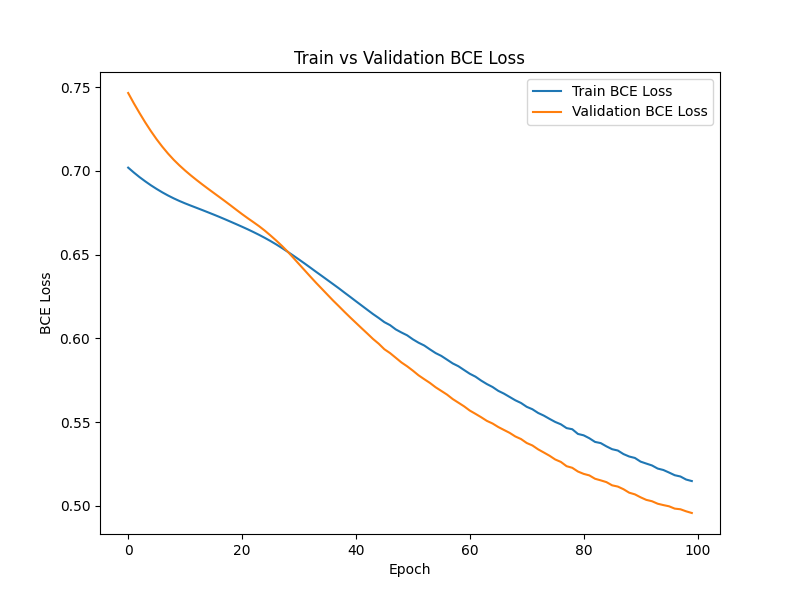 Train vs Validation BCE Loss
Train BCE Loss
Validation BCE Loss
0.75
0.70
0.65
0.60
0.55
0.50
BCE Loss
0 20 40 60 80 100
Epoch